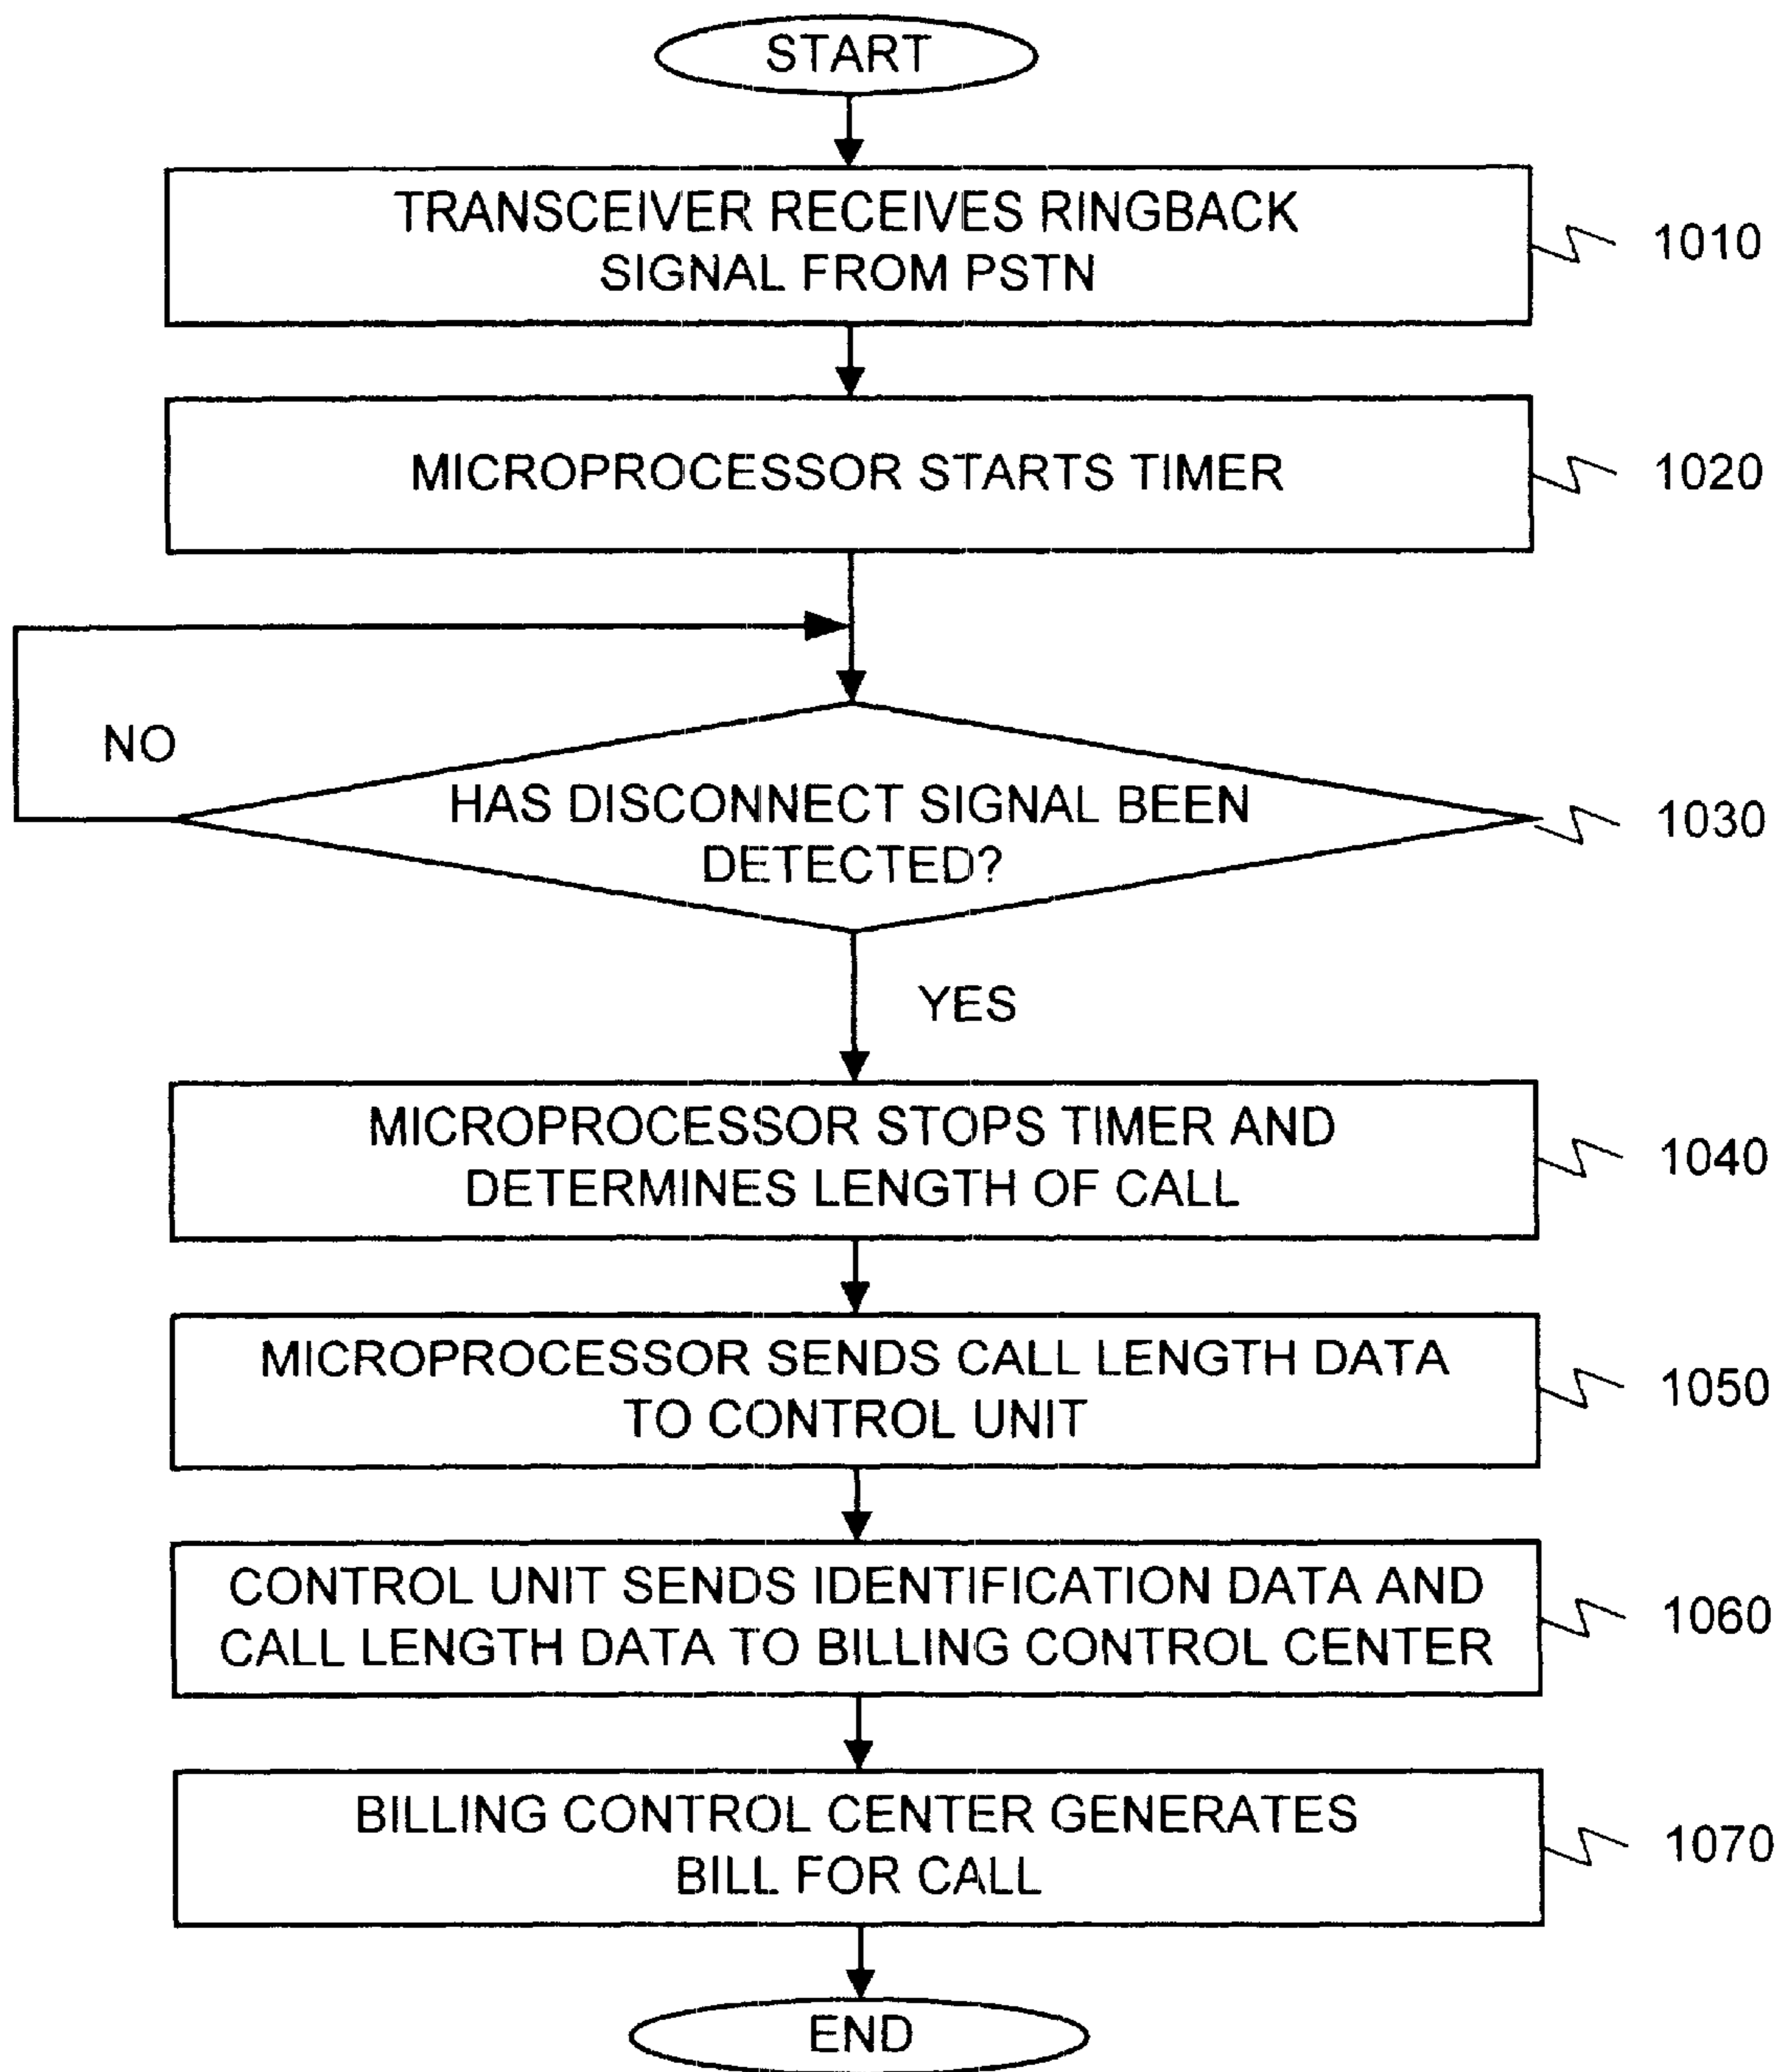 START
TRANSCEIVER RECEIVES RINGBACK
SIGNAL FROM PSTN
1010
MICROPROCESSOR STARTS TIMER
1020
NO
HAS DISCONNECT SIGNAL BEEN
DETECTED?
1030
YES
MICROPROCESSOR STOPS TIMER AND
DETERMINES LENGTH OF CALL
1040
MICROPROCESSOR SENDS CALL LENGTH DATA
TO CONTROL UNIT
1050
CONTROL UNIT SENDS IDENTIFICATION DATA AND
CALL LENGTH DATA TO BILLING CONTROL CENTER
1060
BILLING CONTROL CENTER GENERATES
BILL FOR CALL
1070
END